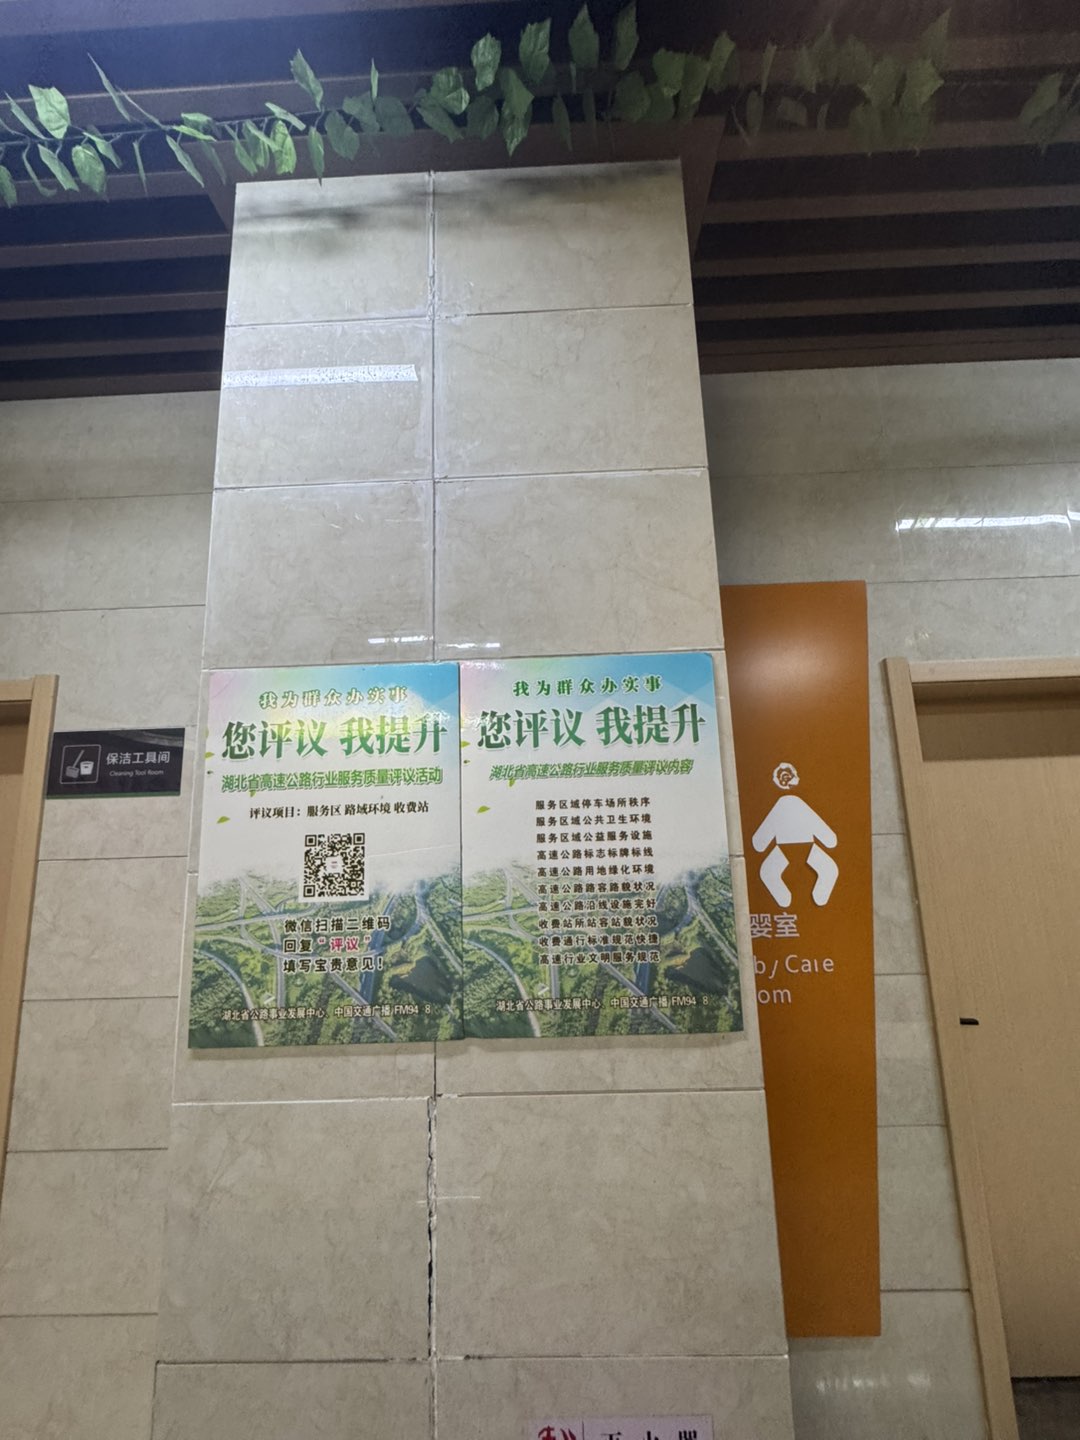 保洁工具间
Cleaning Tool Room
我为群众办实事
您评议 我提升
湖北省高速公路行业服务质量评议活动
评议项目：服务区 路域环境 收费站
微信扫描二维码
回复“评议”
填写宝贵意见！
湖北省公路事业发展中心 中国交通广播/FM94 8
我为群众办实事
您评议 我提升
湖北省高速公路行业服务质量评议内容
服务区域停车场所秩序
服务区域公共卫生环境
服务区域公益服务设施
高速公路标志标牌标线
高速公路用地绿化环境
高速公路路容路貌状况
高速公路沿线设施完好
收费站所站容站貌状况
收费通行标准规范快捷
高速行业文明服务规范
湖北省公路事业发展中心 中国交通广播/FM94 8
婴室
by Care
om